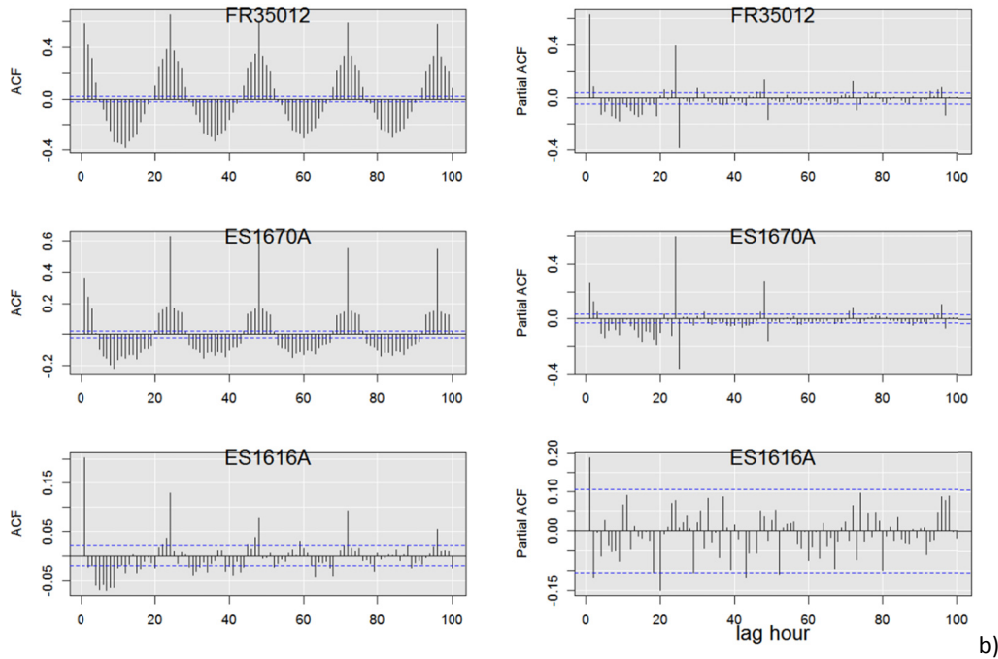 FR35012
FR35012
ACF
0.4
0.0
-0.4
0 20 40 60 80 100
Partial ACF
0.4
0.0
-0.4
0 20 40 60 80 100
ES1670A
ES1670A
ACF
0.6
0.4
0.2
-0.2
0 20 40 60 80 100
Partial ACF
0.4
0.0
-0.4
0 20 40 60 80 100
ES1616A
ES1616A
ACF
0.15
0.05
-0.05
0 20 40 60 80 100
Partial ACF
0.20
0.10
0.00
-0.15
0 20 40 60 80 100
lag hour
b)